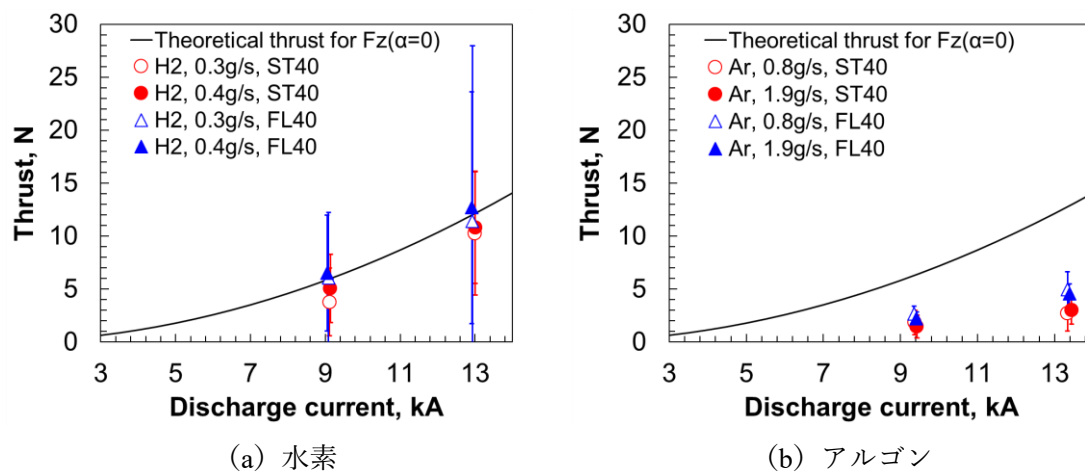 30
25
20
15
10
5
0
Thrust, N
Theoretical thrust for Fz(α=0)
H2, 0.3g/s, ST40
H2, 0.4g/s, ST40
H2, 0.3g/s, FL40
H2, 0.4g/s, FL40
3 5 7 9 11 13
Discharge current, kA
(a) 水素
30
25
20
15
10
5
0
Thrust, N
Theoretical thrust for Fz(α=0)
Ar, 0.8g/s, ST40
Ar, 1.9g/s, ST40
Ar, 0.8g/s, FL40
Ar, 1.9g/s, FL40
3 5 7 9 11 13
Discharge current, kA
(b) アルゴン